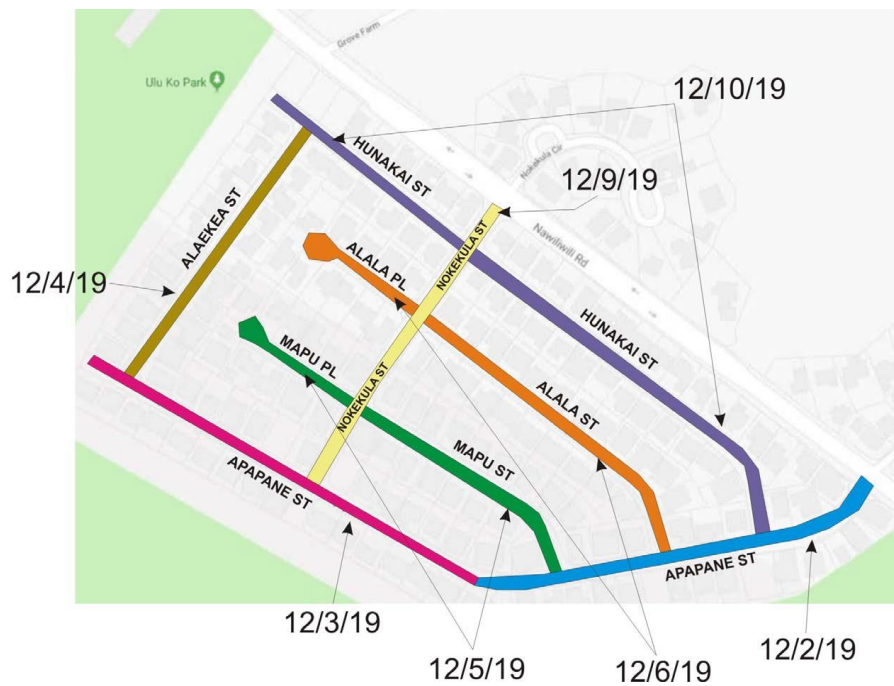 Grove Farm
Ulu Ko Park
12/10/19
HUNAKAI ST
Nokekula Cir
12/9/19
ALAEKEA ST
NOKEKULA ST
Nawiliwili Rd
ALALA PL
12/4/19
HUNAKAI ST
MAPU PL
NOKEKULA ST
ALALA ST
MAPU ST
APAPANE ST
APAPANE ST
12/3/19
12/2/19
12/5/19
12/6/19